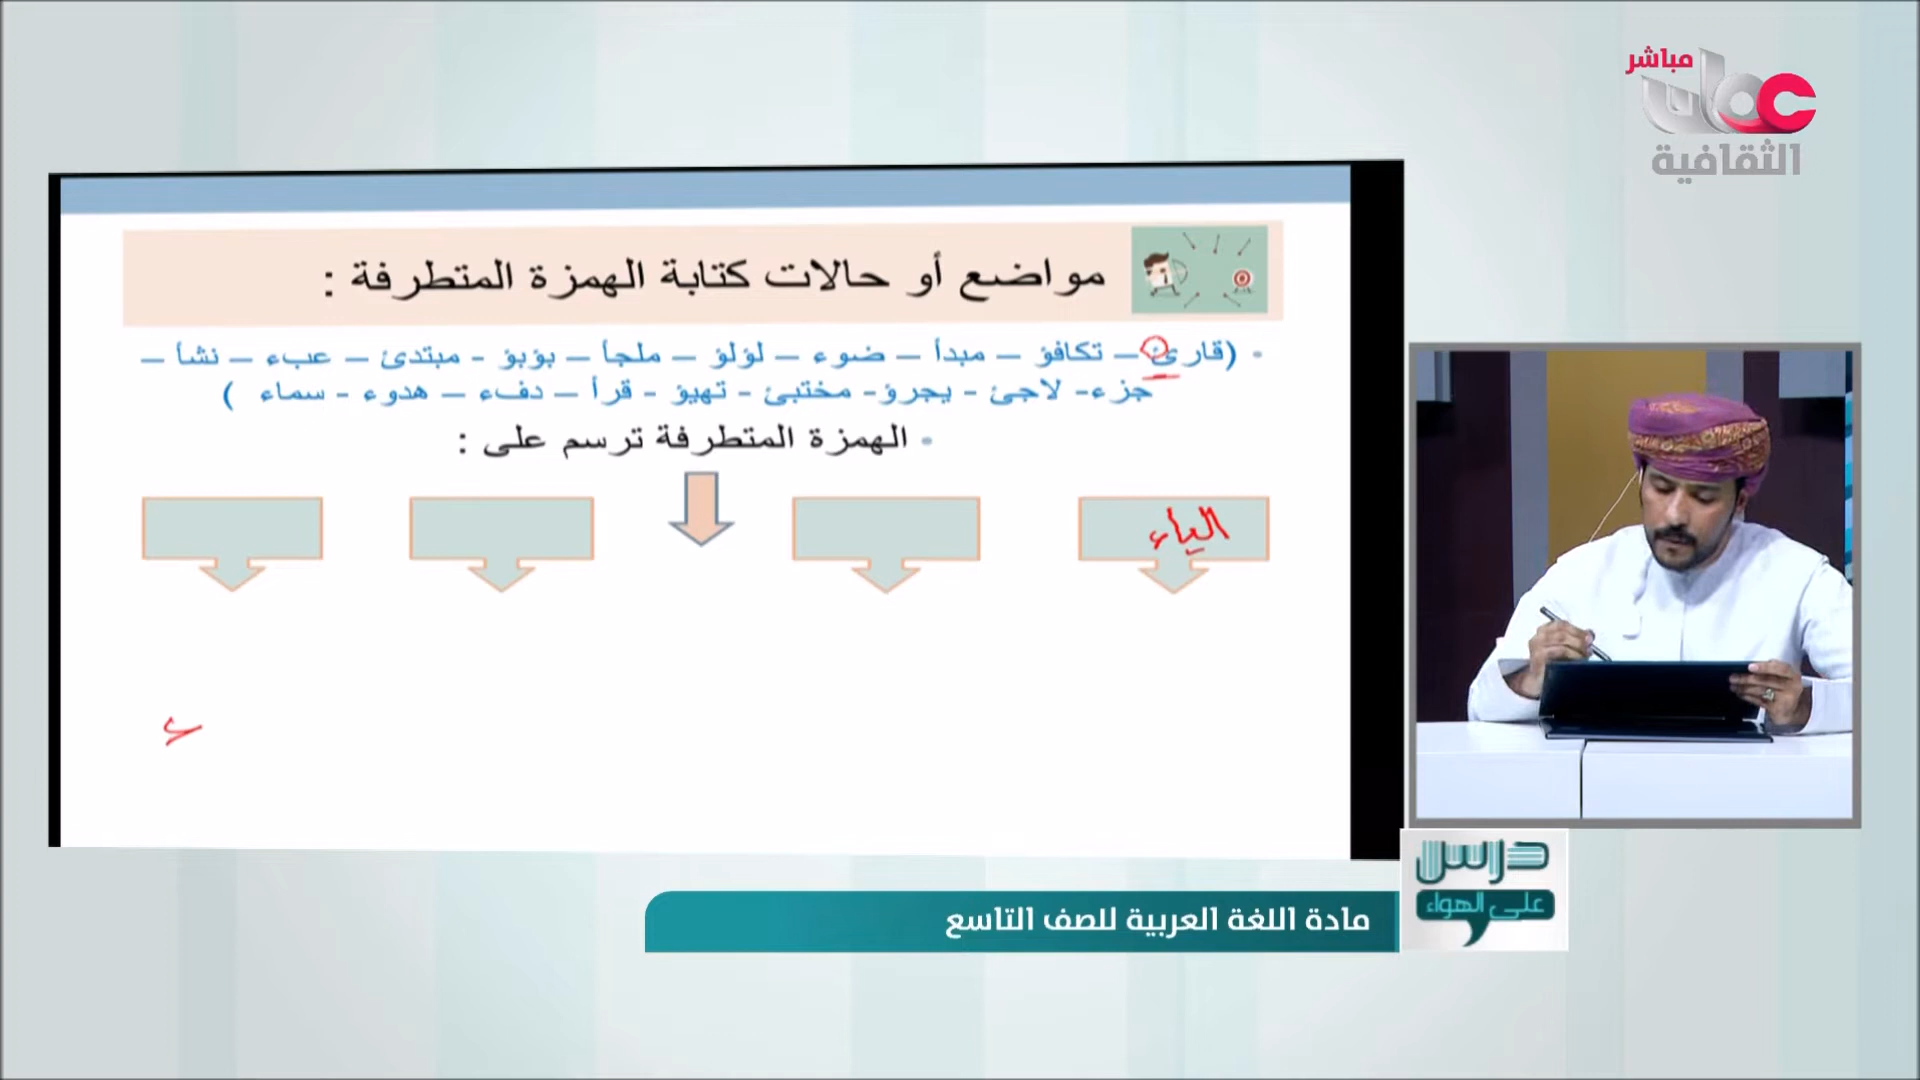 مباشر
عمان
الثقافية
مواضع أو حالات كتابة الهمزة المتطرفة :
(قارئ – تكافؤ – مبدأ – ضوء – لؤلؤ – ملجأ – بؤبؤ - مبتدئ – عبء – نشأ –
جزء- لاجئ - يجرؤ- مختبئ - تهيؤ - قرأ – دفء – هدوء - سماء )
الهمزة المتطرفة ترسم على :
الياء
ء
درس
على الهواء
مادة اللغة العربية للصف التاسع